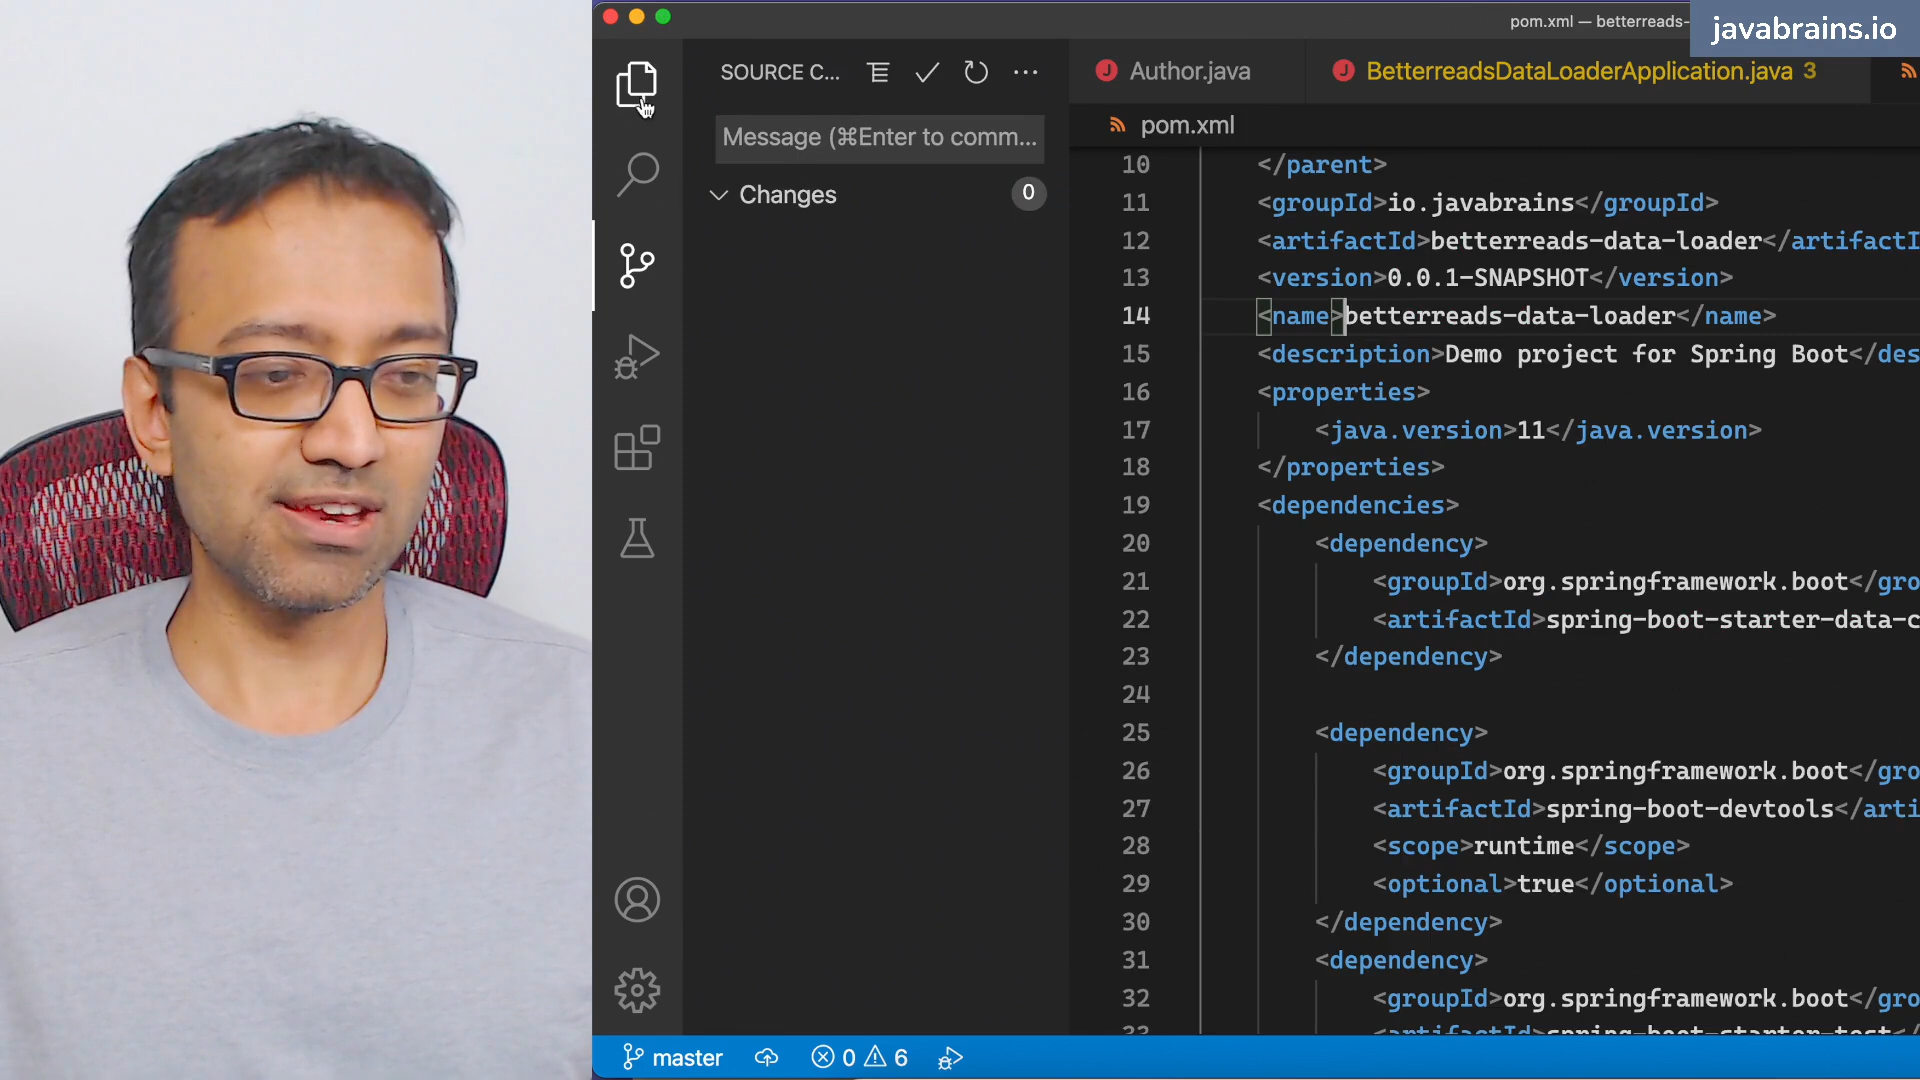 pom.xml — betterreads-
javabrains.io
SOURCE C...
Author.java
BetterreadsDataLoaderApplication.java 3
Message (⌘Enter to comm...
pom.xml
Changes 0
10 </parent>
11 <groupId>io.javabrains</groupId>
12 <artifactId>betterreads-data-loader</artifactI
13 <version>0.0.1-SNAPSHOT</version>
14 <name>betterreads-data-loader</name>
15 <description>Demo project for Spring Boot</des
16 <properties>
17 <java.version>11</java.version>
18 </properties>
19 <dependencies>
20 <dependency>
21 <groupId>org.springframework.boot</gro
22 <artifactId>spring-boot-starter-data-c
23 </dependency>
24
25 <dependency>
26 <groupId>org.springframework.boot</gro
27 <artifactId>spring-boot-devtools</arti
28 <scope>runtime</scope>
29 <optional>true</optional>
30 </dependency>
31 <dependency>
32 <groupId>org.springframework.boot</gro
33 <artifactId>spring-boot-starter-test</
master 0 6